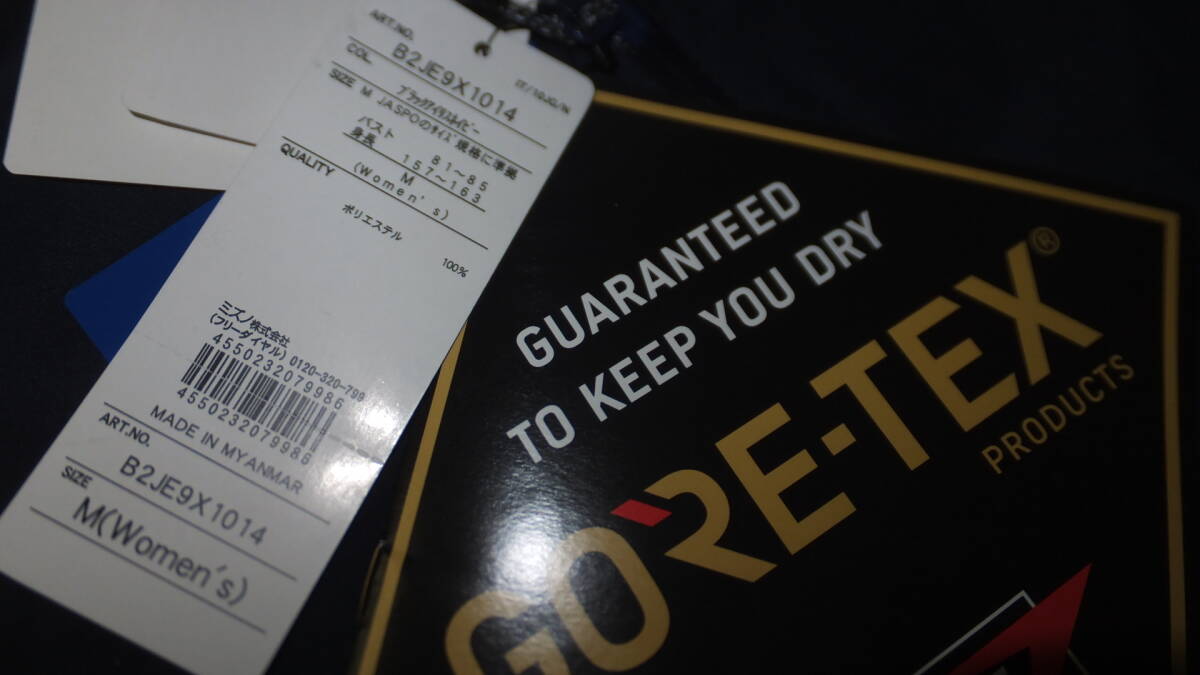 ART.NO.
B2JE9X1014
COL.
SIZE M JASPOのサイズ規格に準拠
バスト 81～85
身長 157～163
M
(Women's)
QUALITY
ポリエステル
100%
ミズノ株式会社
(フリーダイヤル) 0120-320-799
4550232079986
4550232079986
MADE IN MYANMAR
ART.NO.
B2JE9X1014
SIZE
M(Women's)
GUARANTEED
TO KEEP YOU DRY
GORE-TEX®
PRODUCTS